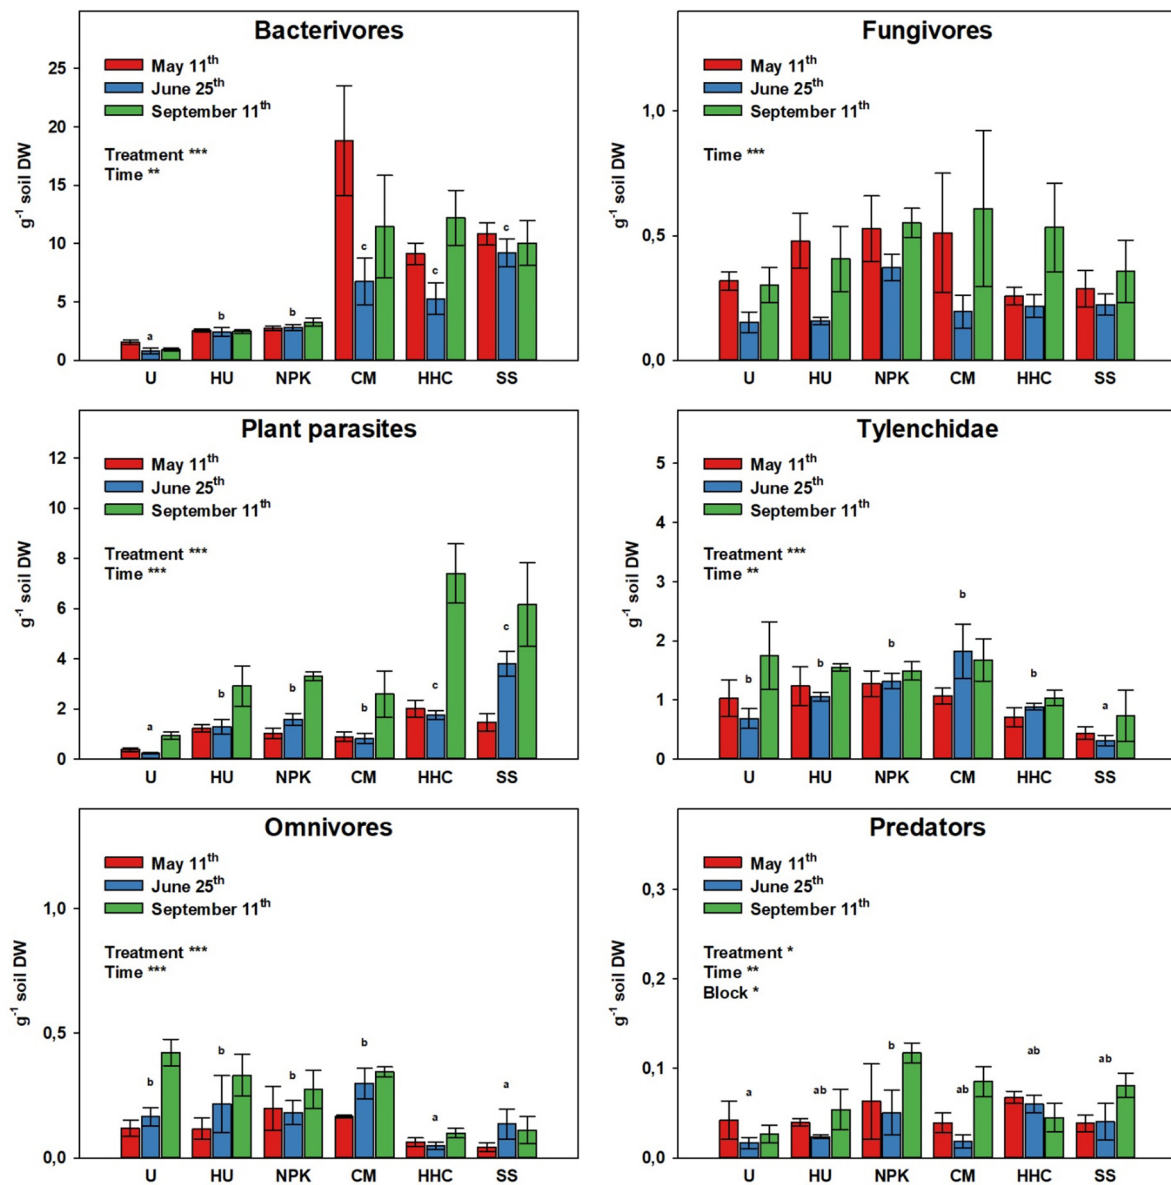 Bacterivores
g⁻¹ soil DW
25
20
15
10
5
0
May 11th
June 25th
September 11th
Treatment ***
Time **
a
b
b
c
c
c
U HU NPK CM HHC SS
Fungivores
g⁻¹ soil DW
1,0
0,5
0,0
May 11th
June 25th
September 11th
Time ***
U HU NPK CM HHC SS
Plant parasites
g⁻¹ soil DW
12
10
8
6
4
2
0
May 11th
June 25th
September 11th
Treatment ***
Time ***
a
b
b
b
c
c
U HU NPK CM HHC SS
Tylenchidae
g⁻¹ soil DW
5
4
3
2
1
0
May 11th
June 25th
September 11th
Treatment ***
Time **
b
b
b
b
b
a
U HU NPK CM HHC SS
Omnivores
g⁻¹ soil DW
1,0
0,5
0,0
May 11th
June 25th
September 11th
Treatment ***
Time ***
b
b
b
b
a
a
U HU NPK CM HHC SS
Predators
g⁻¹ soil DW
0,3
0,2
0,1
0,0
May 11th
June 25th
September 11th
Treatment *
Time **
Block *
a
ab
b
ab
ab
ab
U HU NPK CM HHC SS